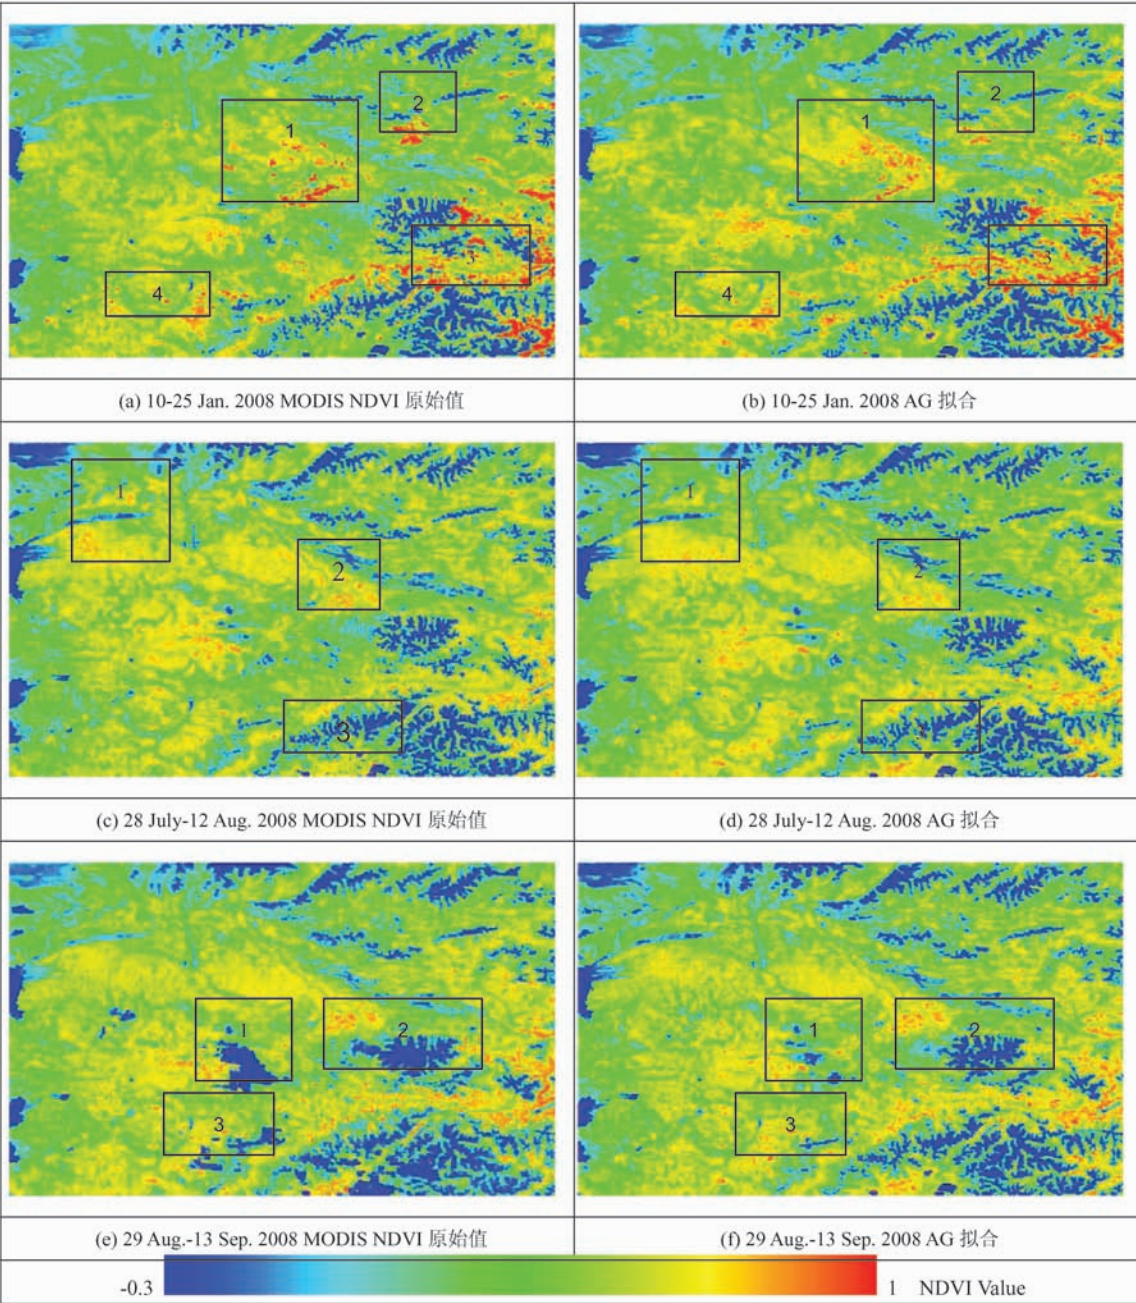 1
2
3
4
1
2
3
4
(a) 10-25 Jan. 2008 MODIS NDVI 原始值
(b) 10-25 Jan. 2008 AG 拟合
1
2
3
1
2
3
(c) 28 July-12 Aug. 2008 MODIS NDVI 原始值
(d) 28 July-12 Aug. 2008 AG 拟合
1
2
3
1
2
3
(e) 29 Aug.-13 Sep. 2008 MODIS NDVI 原始值
(f) 29 Aug.-13 Sep. 2008 AG 拟合
-0.3 1 NDVI Value